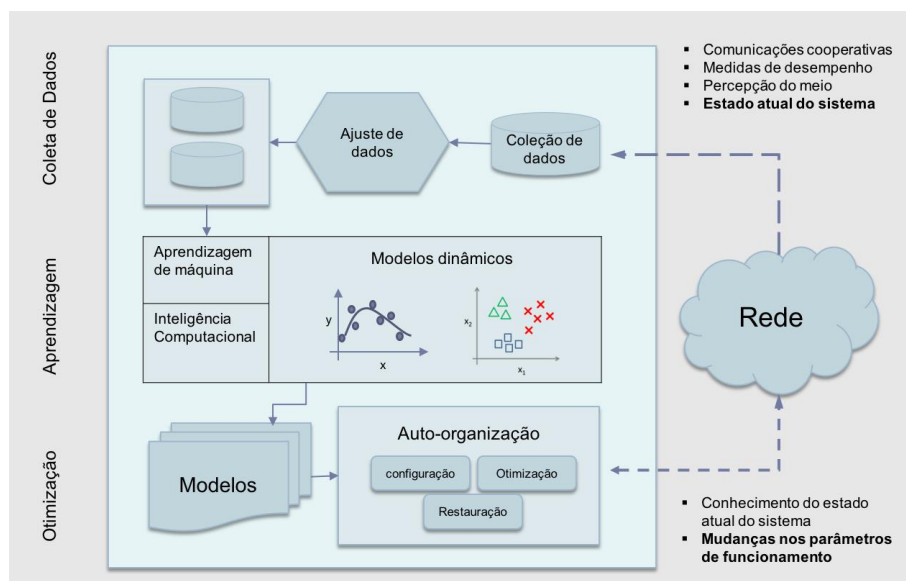 Coleta de Dados
Ajuste de
dados
Coleção de
dados
▪ Comunicações cooperativas
▪ Medidas de desempenho
▪ Percepção do meio
▪ Estado atual do sistema
Aprendizagem
Aprendizagem
de máquina
Inteligência
Computacional
Modelos dinâmicos
y
x
x₂
x₁
Rede
Otimização
Modelos
Auto-organização
configuração
Otimização
Restauração
▪ Conhecimento do estado
atual do sistema
▪ Mudanças nos parâmetros
de funcionamento